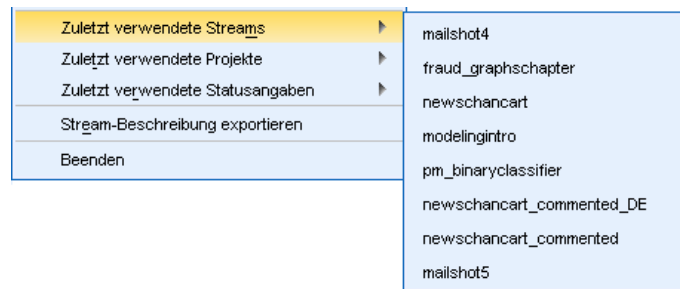 Zuletzt verwendete Streams
Zuletzt verwendete Projekte
Zuletzt verwendete Statusangaben
Stream-Beschreibung exportieren
Beenden
mailshot4
fraud_graphschapter
newschancart
modelingintro
pm_binaryclassifier
newschancart_commented_DE
newschancart_commented
mailshot5